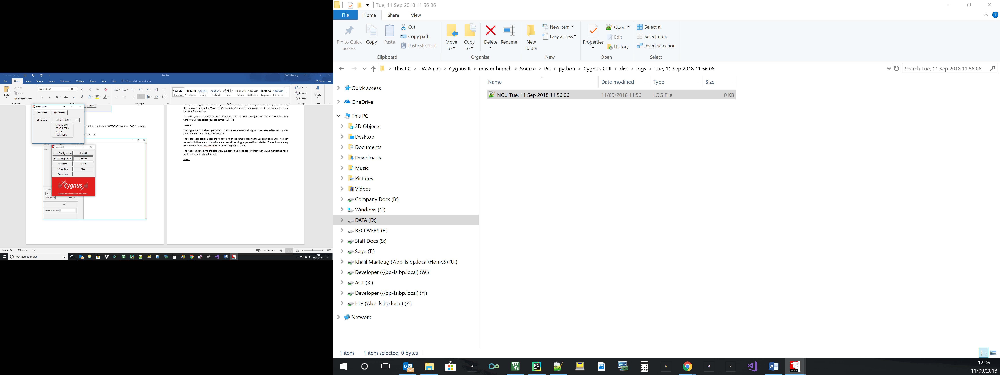 ReadMe
Khalil Maatoug
File Home Insert Design Layout References Mailings Review View Help Tell me what you want to do
Share
Paste
Cut
Copy
Format Painter
Clipboard
Calibri (Body) 11
Font
Paragraph
AaBbCcDc AaBbCcDc AaBbC AaBbCcD AaB AaBbCcD AaBbCcDt AaBbCcDt AaBbCcDt
¶ Normal ¶ No Spac... Heading 1 Heading 2 Title Subtitle Subtle Em... Emphasis Intense E...
Styles
Find
Replace
Select
Editing
Dictate
Voice
Cancel
Mesh Status
Draw Mesh List Parents
SET STATE CONFIG_SYNC
CONFIG_SYNC
CONFIG_FORM
ACTIVE
TEST_MODE
re that you define your NCU device with the "NCU" name as
ts full size:
Children
Rank
Cygnus II
Load Configuration Reset All
Save Configuration Logging
Add Node STATS
FW Update Mesh
Parameters
Cygnus
Dependable Wireless Solutions
CLR Console REBOOT
Send RAW AT CMD
then you can click on the "Save this Configuration" button to keep a record of your preferences in a
JSON file for later use.
To reload your preferences at the start-up, click on the "Load Configuration" button from the main
window and then select your pre-saved JSON file.
Logging:
The Logging button allows you to record all the serial activity along with the decoded content by this
application for later analysis by the user.
The log files are stored under the folder "logs" in the same location as the application exe file. A folder
named with the date and time is created each time a logging operation is started. For each node a log
file is created with "NodeName Date Time".log as file name.
The files are flushed into the disc every minute to be able to consult them in the run time with no need
to close the application for that.
Mesh:
Page 4 of 4 625 words
Display Settings
100%
Type here to search
12:06
11/09/2018
Tue, 11 Sep 2018 11 56 06
File Home Share View
Pin to Quick access
Copy
Paste
Cut
Copy path
Paste shortcut
Clipboard
Move to
Copy to
Delete
Rename
Organise
New folder
New item
Easy access
New
Properties
Open
Edit
History
Open
Select all
Select none
Invert selection
Select
This PC > DATA (D:) > Cygnus II > master branch > Source > PC > python > Cygnus_GUI > dist > logs > Tue, 11 Sep 2018 11 56 06
Search Tue, 11 Sep 2018 11 56 06
Name Date modified Type Size
NCU Tue, 11 Sep 2018 11 56 06 11/09/2018 11:56 LOG File 0 KB
Quick access
OneDrive
This PC
3D Objects
Desktop
Documents
Downloads
Music
Pictures
Videos
Company Docs (B:)
Windows (C:)
DATA (D:)
RECOVERY (E:)
Staff Docs (S:)
Sage (T:)
Khalil Maatoug (\\bp-fs.bp.local\Home$) (U:)
Developer (\\bp-fs.bp.local) (W:)
ACT (X:)
Developer (\\bp-fs.bp.local) (Y:)
FTP (\\bp-fs.bp.local) (Z:)
Network
1 item 1 item selected 0 bytes
BULL
12:06
11/09/2018